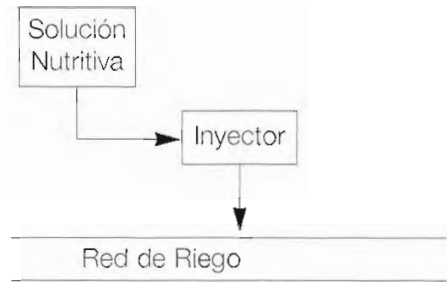 Solución
Nutritiva
Inyector
Red de Riego